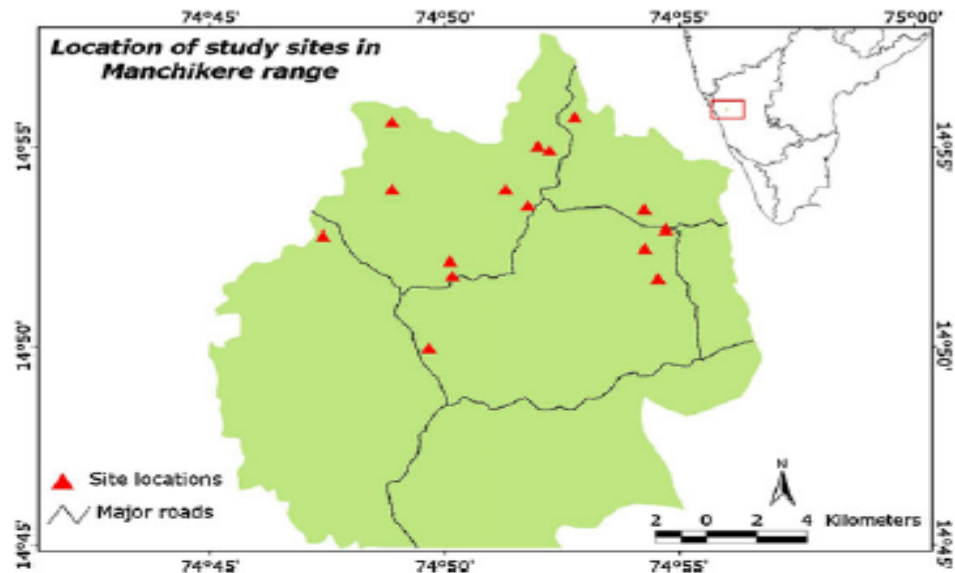 74°45' 74°50' 74°55' 75°00'
Location of study sites in
Manchikere range
14°55' 14°55'
14°50' 14°50'
Site locations
Major roads
N
2 0 2 4 Kilometers
14°45' 14°45'
74°45' 74°50' 74°55' 75°00'